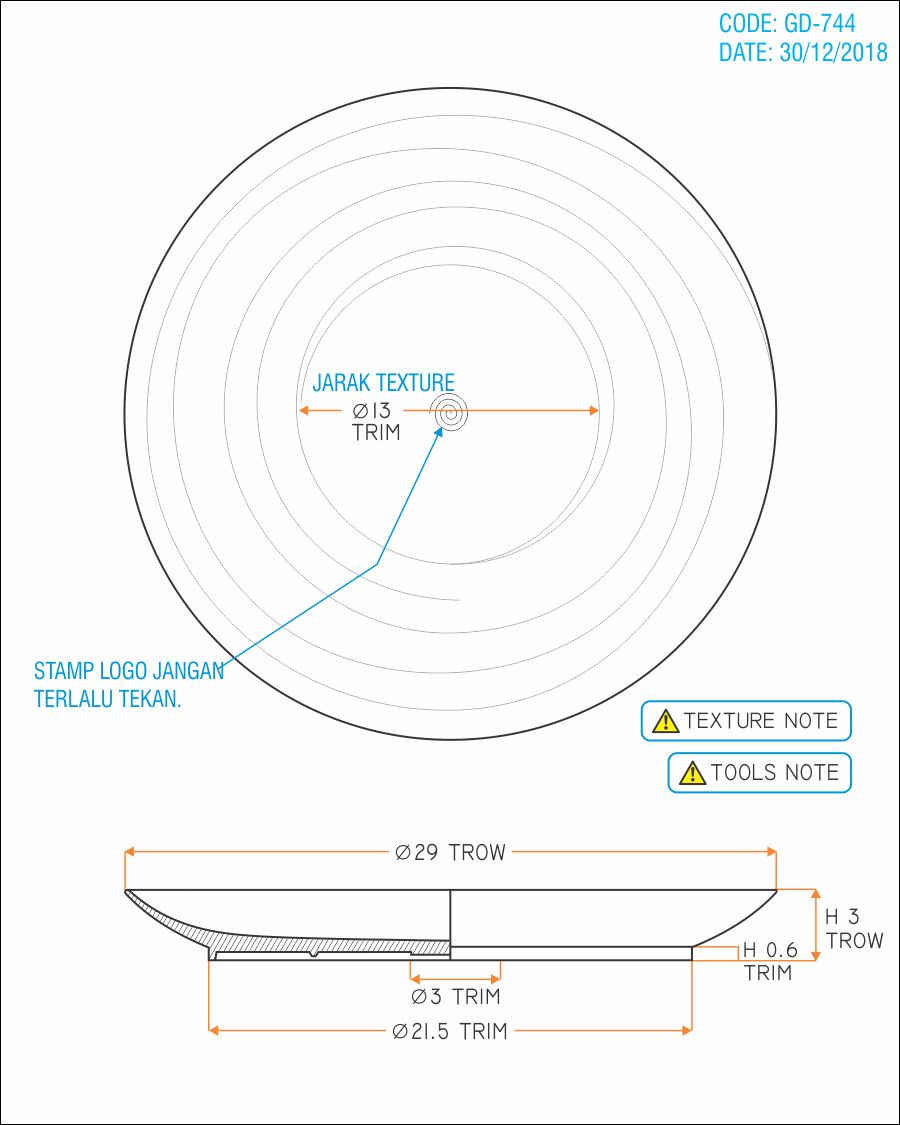 CODE: GD-744
DATE: 30/12/2018
JARAK TEXTURE
Ø13
TRIM
STAMP LOGO JANGAN
TERLALU TEKAN.
TEXTURE NOTE
TOOLS NOTE
Ø29 TROW
H 3
TROW
H 0.6
TRIM
Ø3 TRIM
Ø21.5 TRIM